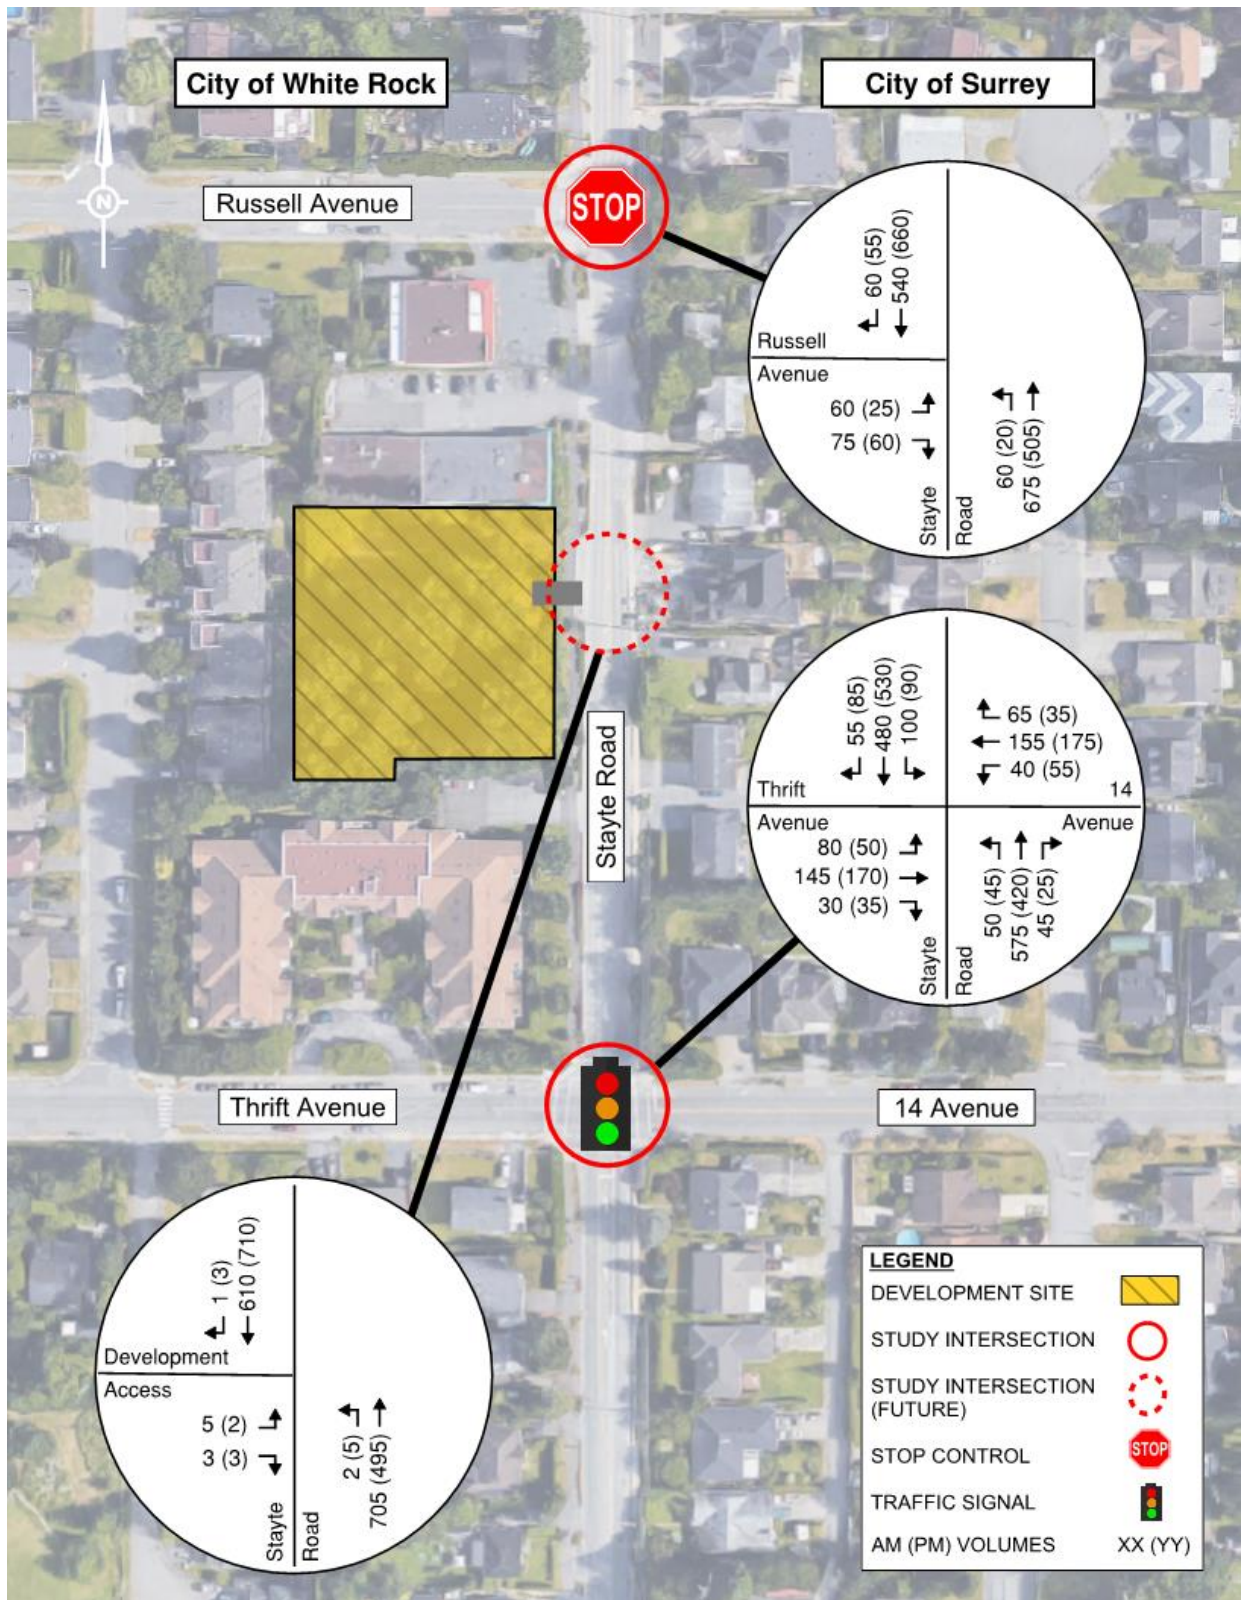 City of White Rock
City of Surrey
N
Russell Avenue
STOP
60 (55)
540 (660)
Russell
Avenue
60 (25)
75 (60)
60 (20)
675 (505)
Stayte
Road
Stayte Road
55 (85)
480 (530)
100 (90)
65 (35)
155 (175)
40 (55)
Thrift
14
Avenue
Avenue
80 (50)
145 (170)
30 (35)
50 (45)
575 (420)
45 (25)
Stayte
Road
Thrift Avenue
14 Avenue
1 (3)
610 (710)
Development
Access
5 (2)
3 (3)
2 (5)
705 (495)
Stayte
Road
LEGEND
DEVELOPMENT SITE
STUDY INTERSECTION
STUDY INTERSECTION
(FUTURE)
STOP CONTROL
STOP
TRAFFIC SIGNAL
AM (PM) VOLUMES XX (YY)